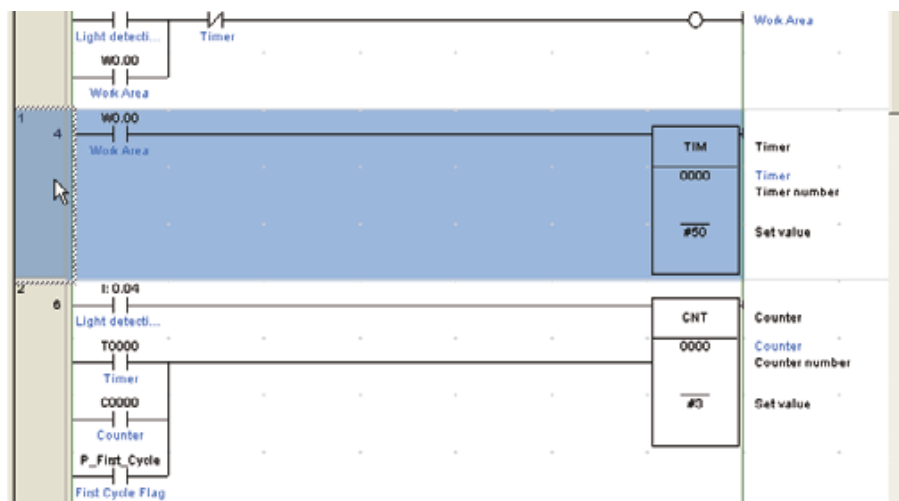 Light detecti... Timer Work Area
W0.00
Work Area
1 W0.00
4
Work Area TIM Timer
0000 Timer
Timer number
#50 Set value
2 I: 0.04
6
Light detecti... CNT Counter
T0000 0000 Counter
Timer Counter number
C0000 #3 Set value
Counter
P_First_Cycle
First Cycle Flag